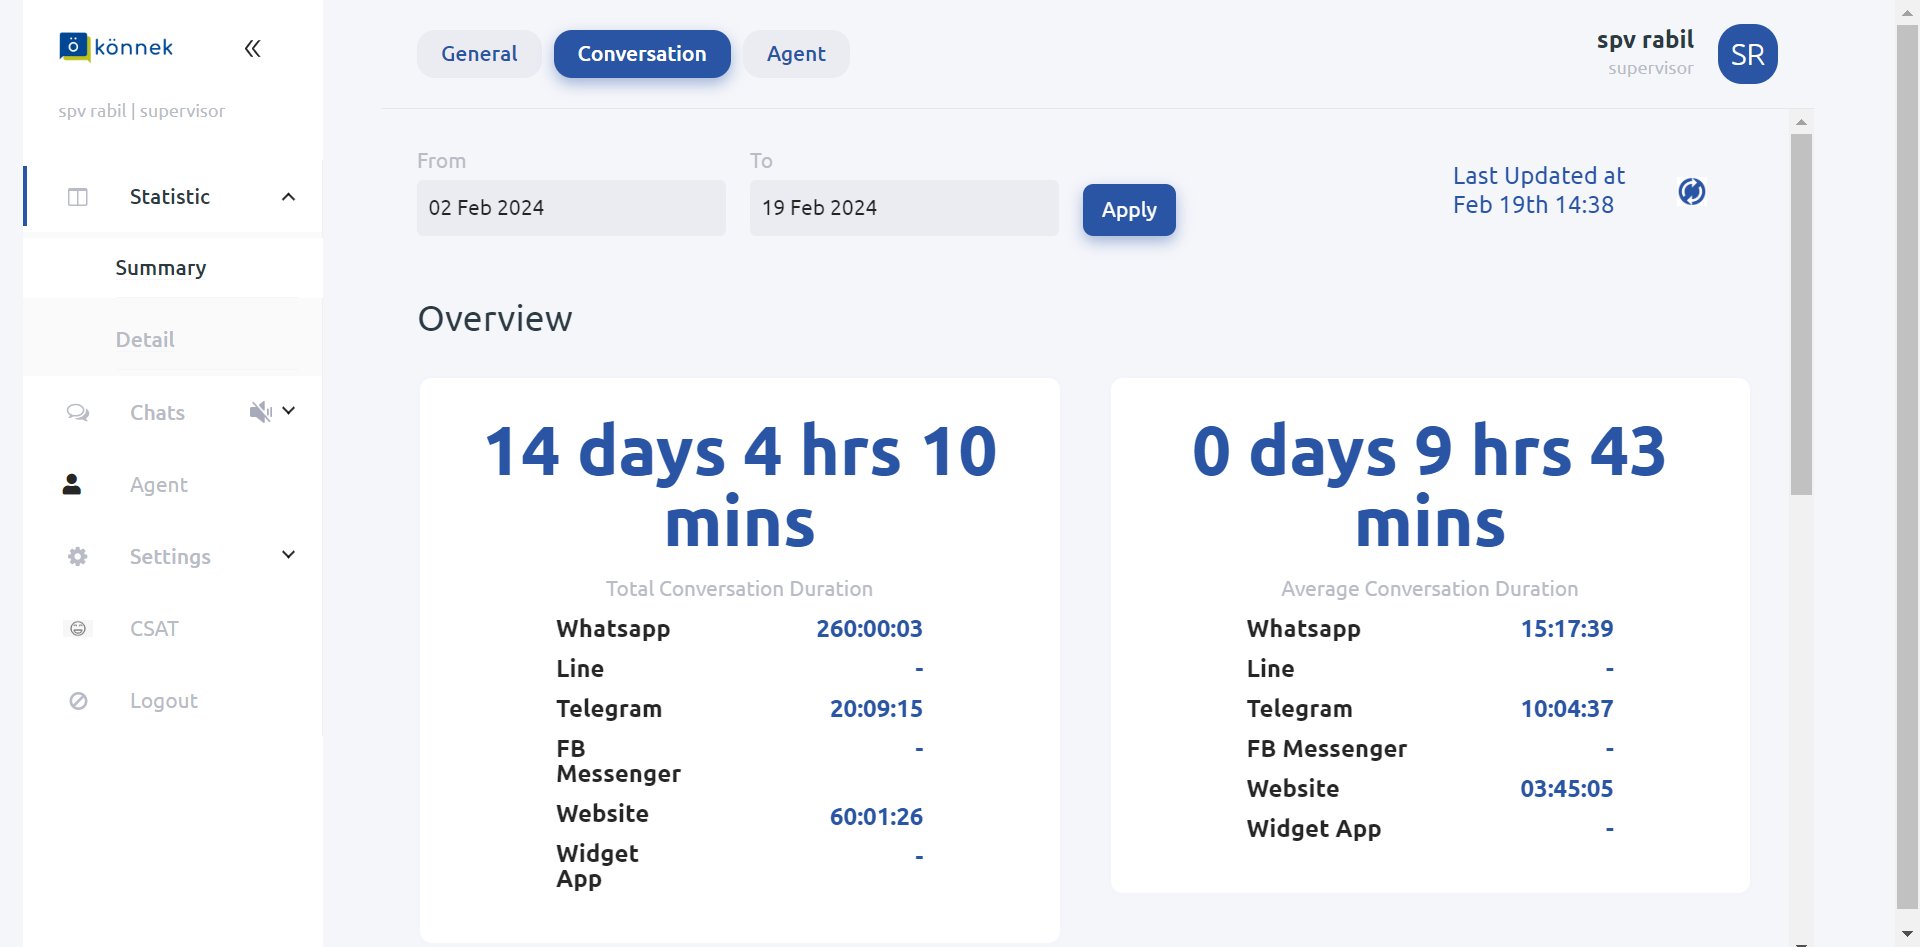 ö könnek
spv rabil | supervisor
Statistic
Summary
Detail
Chats
Agent
Settings
CSAT
Logout
General
Conversation
Agent
spv rabil
supervisor
SR
From
02 Feb 2024
To
19 Feb 2024
Apply
Last Updated at
Feb 19th 14:38
Overview
14 days 4 hrs 10
mins
Total Conversation Duration
Whatsapp 260:00:03
Line -
Telegram 20:09:15
FB -
Messenger
Website 60:01:26
Widget -
App
0 days 9 hrs 43
mins
Average Conversation Duration
Whatsapp 15:17:39
Line -
Telegram 10:04:37
FB Messenger -
Website 03:45:05
Widget App -